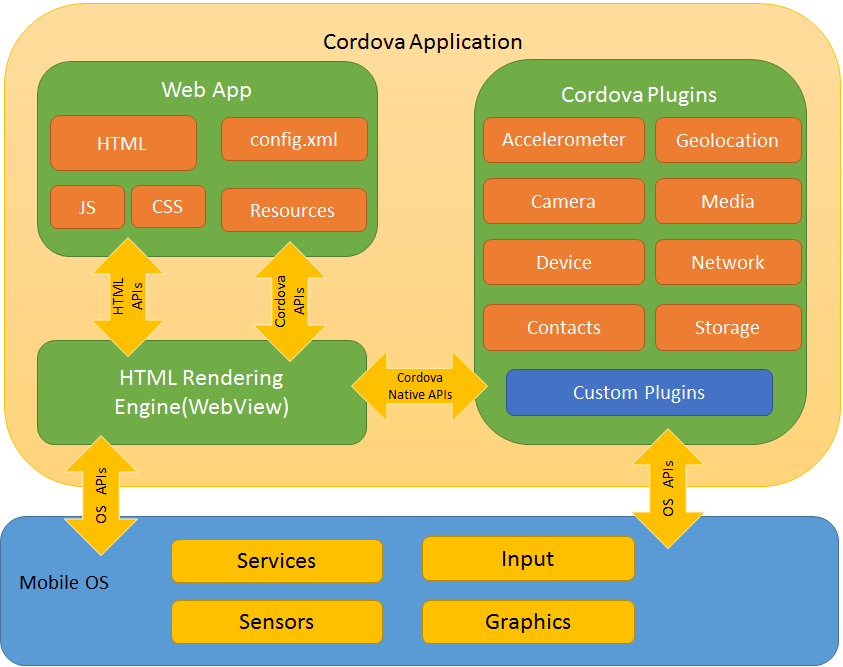 Cordova Application
Web App
HTML
config.xml
JS
CSS
Resources
HTML
APIs
Cordova
APIs
HTML Rendering
Engine(WebView)
Cordova
Native APIs
Cordova Plugins
Accelerometer
Geolocation
Camera
Media
Device
Network
Contacts
Storage
Custom Plugins
OS APIs
OS APIs
Mobile OS
Services
Input
Sensors
Graphics